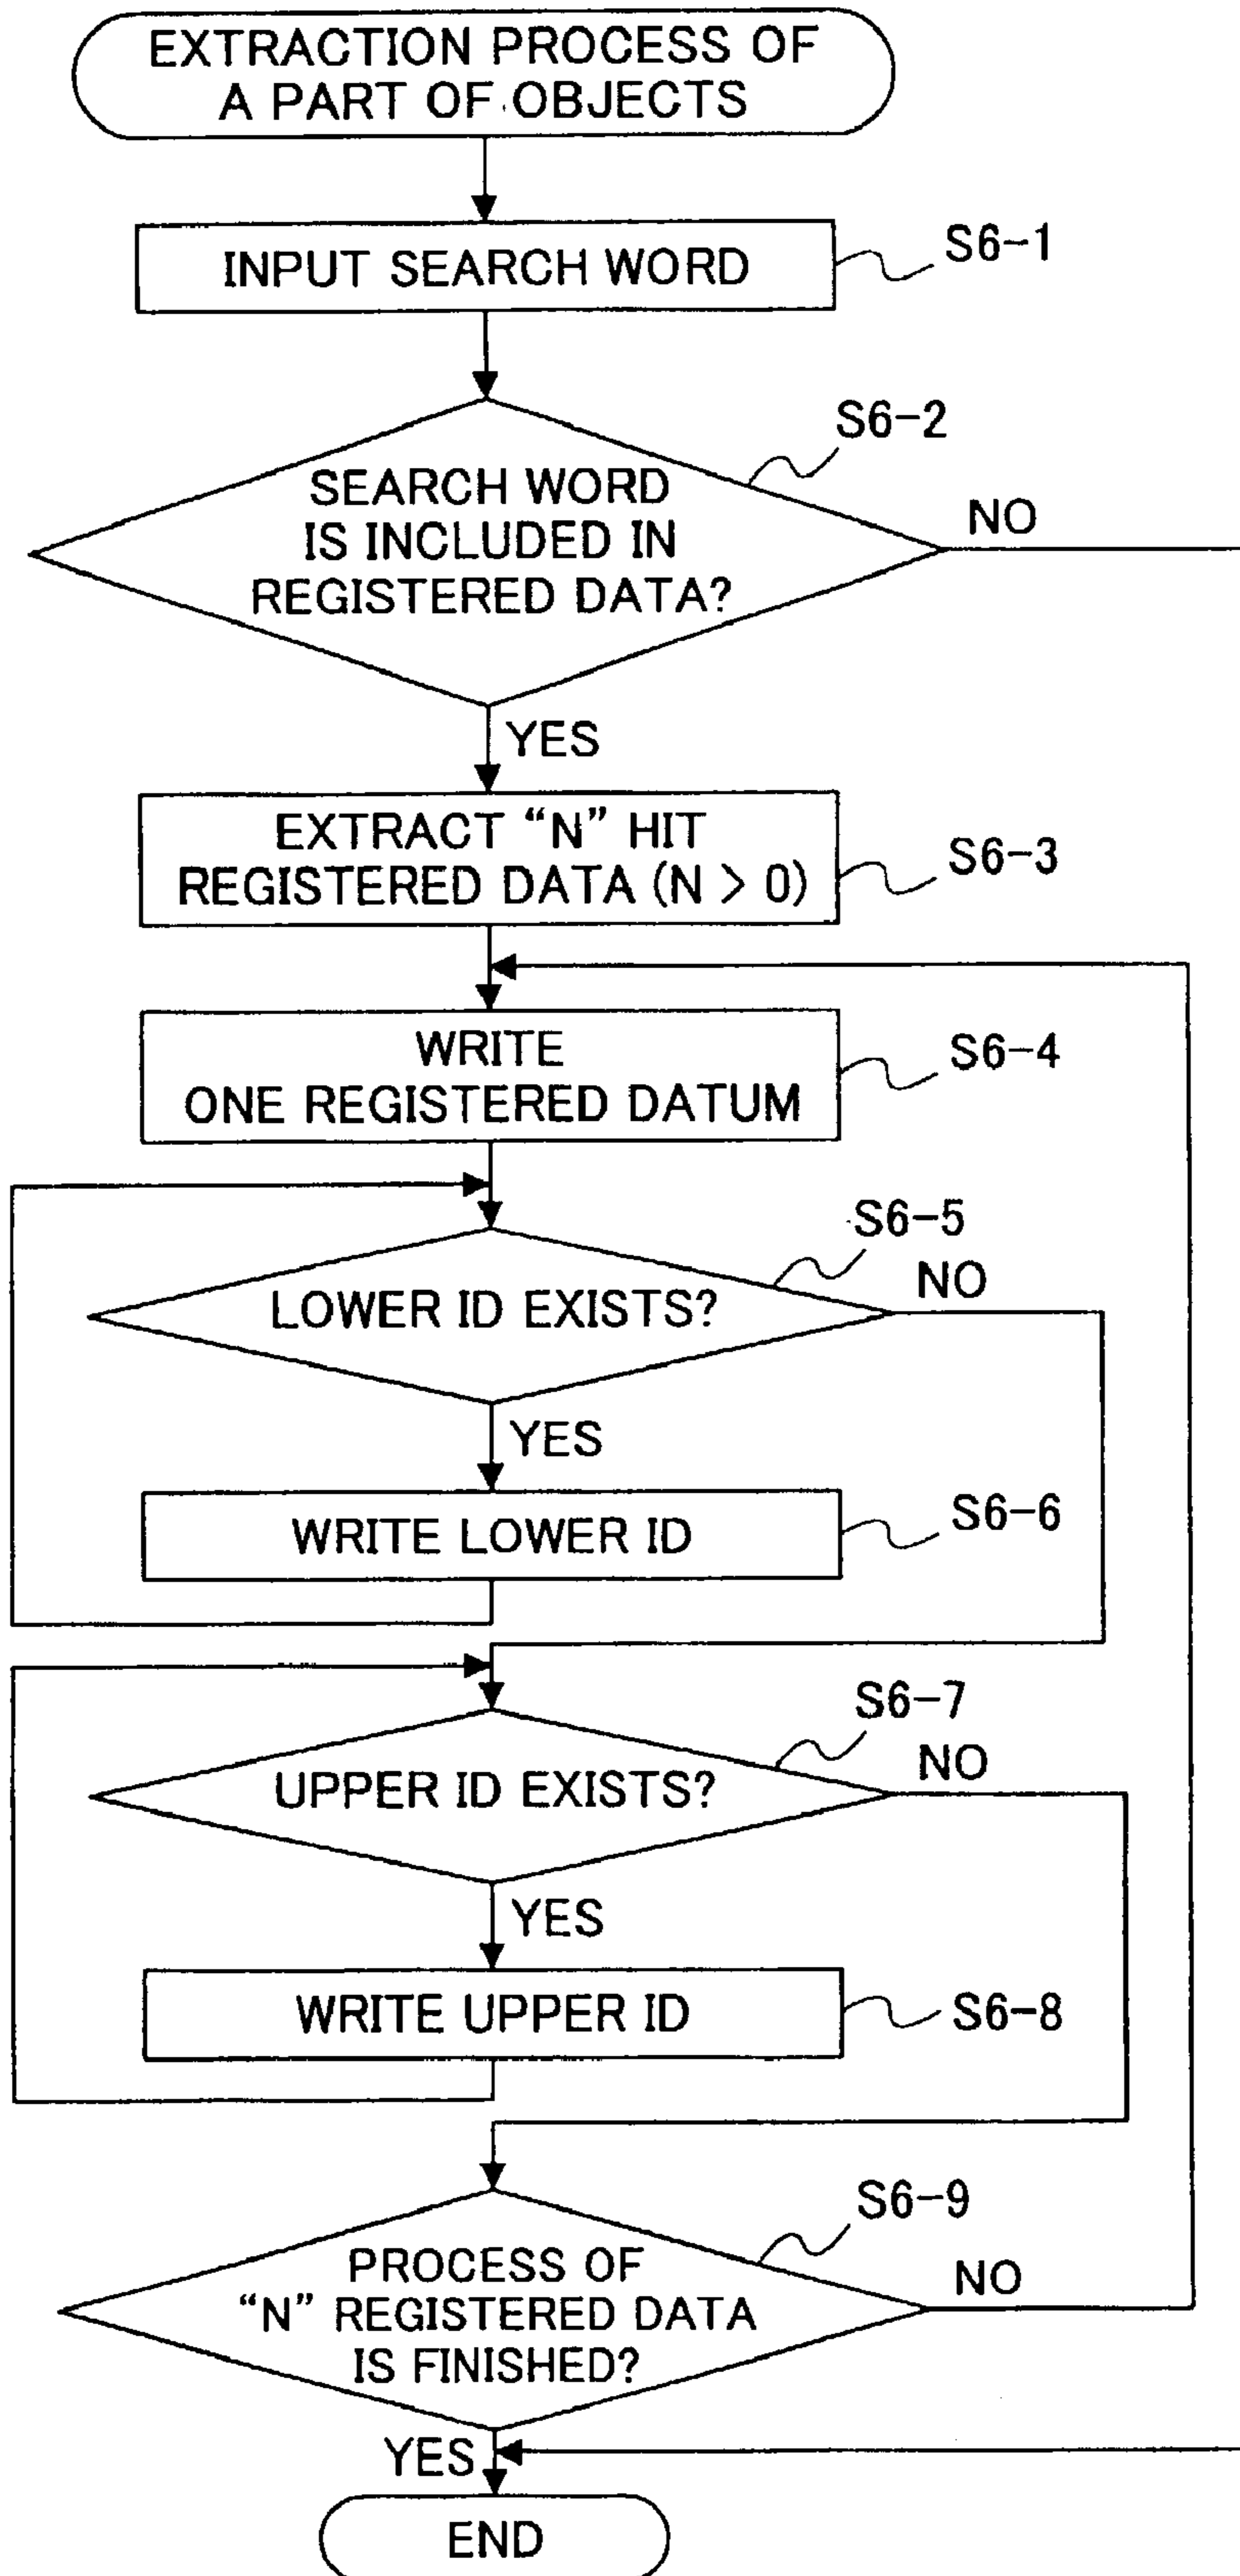 EXTRACTION PROCESS OF
A PART OF OBJECTS
INPUT SEARCH WORD
S6-1
S6-2
SEARCH WORD
IS INCLUDED IN
REGISTERED DATA?
NO
YES
EXTRACT “N” HIT
REGISTERED DATA (N > 0)
S6-3
WRITE
ONE REGISTERED DATUM
S6-4
S6-5
LOWER ID EXISTS?
NO
YES
WRITE LOWER ID
S6-6
S6-7
UPPER ID EXISTS?
NO
YES
WRITE UPPER ID
S6-8
S6-9
PROCESS OF
“N” REGISTERED DATA
IS FINISHED?
NO
YES
END